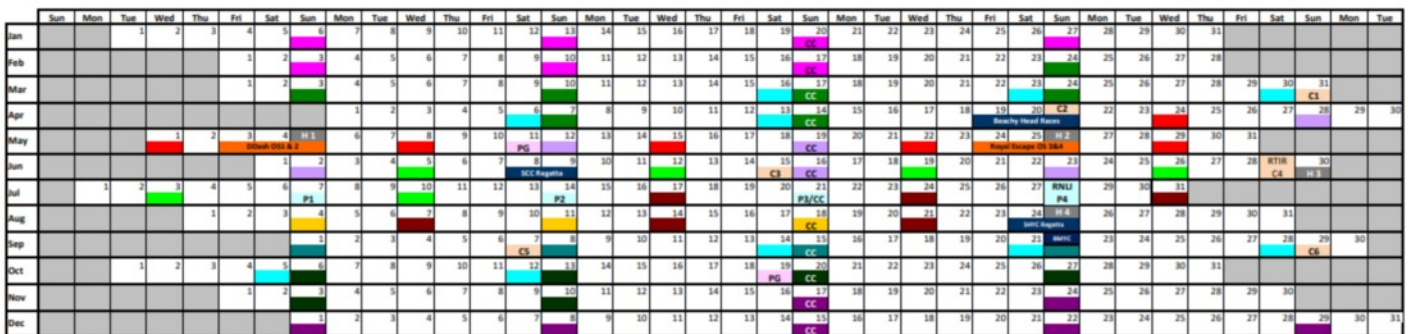 Sun Mon Tue Wed Thu Fri Sat Sun Mon Tue Wed Thu Fri Sat Sun Mon Tue Wed Thu Fri Sat Sun Mon Tue Wed Thu Fri Sat Sun Mon Tue Wed Thu Fri Sat Sun Mon Tue
Jan 1 2 3 4 5 6 7 8 9 10 11 12 13 14 15 16 17 18 19 20 21 22 23 24 25 26 27 28 29 30 31
CC
Feb 1 2 3 4 5 6 7 8 9 10 11 12 13 14 15 16 17 18 19 20 21 22 23 24 25 26 27 28
CC
Mar 1 2 3 4 5 6 7 8 9 10 11 12 13 14 15 16 17 18 19 20 21 22 23 24 25 26 27 28 29 30 31
CC C1
Apr 1 2 3 4 5 6 7 8 9 10 11 12 13 14 15 16 17 18 19 20 C2 22 23 24 25 26 27 28 29 30
CC Beachy Head Races
May 1 2 3 4 H 1 6 7 8 9 10 11 12 13 14 15 16 17 18 19 20 21 22 23 24 25 H 2 27 28 29 30 31
OS1 & 2 PG CC Royal Escape OS 3&4
Jun 1 2 3 4 5 6 7 8 9 10 11 12 13 14 15 16 17 18 19 20 21 22 23 24 25 26 27 28 RTIR 30
SCC Regatta C3 CC C4 H 3
Jul 1 2 3 4 5 6 7 8 9 10 11 12 13 14 15 16 17 18 19 20 21 22 23 24 25 26 27 RNLI 29 30 31
P1 P2 P3/CC P4
Aug 1 2 3 4 5 6 7 8 9 10 11 12 13 14 15 16 17 18 19 20 21 22 23 24 H 4 26 27 28 29 30 31
CC SHYC Regatta
Sep 1 2 3 4 5 6 7 8 9 10 11 12 13 14 15 16 17 18 19 20 21 BMYC 23 24 25 26 27 28 29 30
C5 CC C6
Oct 1 2 3 4 5 6 7 8 9 10 11 12 13 14 15 16 17 18 19 20 21 22 23 24 25 26 27 28 29 30 31
PG CC
Nov 1 2 3 4 5 6 7 8 9 10 11 12 13 14 15 16 17 18 19 20 21 22 23 24 25 26 27 28 29 30
CC
Dec 1 2 3 4 5 6 7 8 9 10 11 12 13 14 15 16 17 18 19 20 21 22 23 24 25 26 27 28 29 30 31
CC